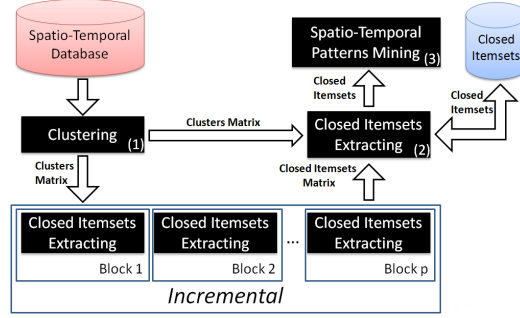 Spatio-Temporal
Database
Spatio-Temporal
Patterns Mining
(3)
Closed
Itemsets
Closed
Itemsets
Closed
Itemsets
Clustering
(1)
Clusters Matrix
Closed Itemsets
Extracting
(2)
Clusters
Matrix
Closed Itemsets
Matrix
Closed Itemsets
Extracting
Block 1
Closed Itemsets
Extracting
Block 2
...
Closed Itemsets
Extracting
Block p
Incremental